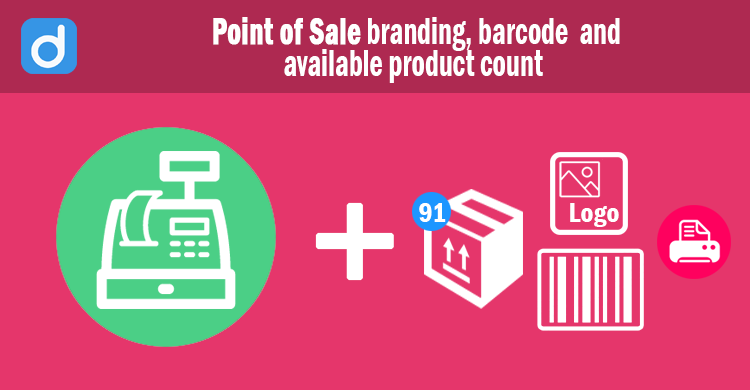 d
Point of Sale branding, barcode and
available product count
91
Logo